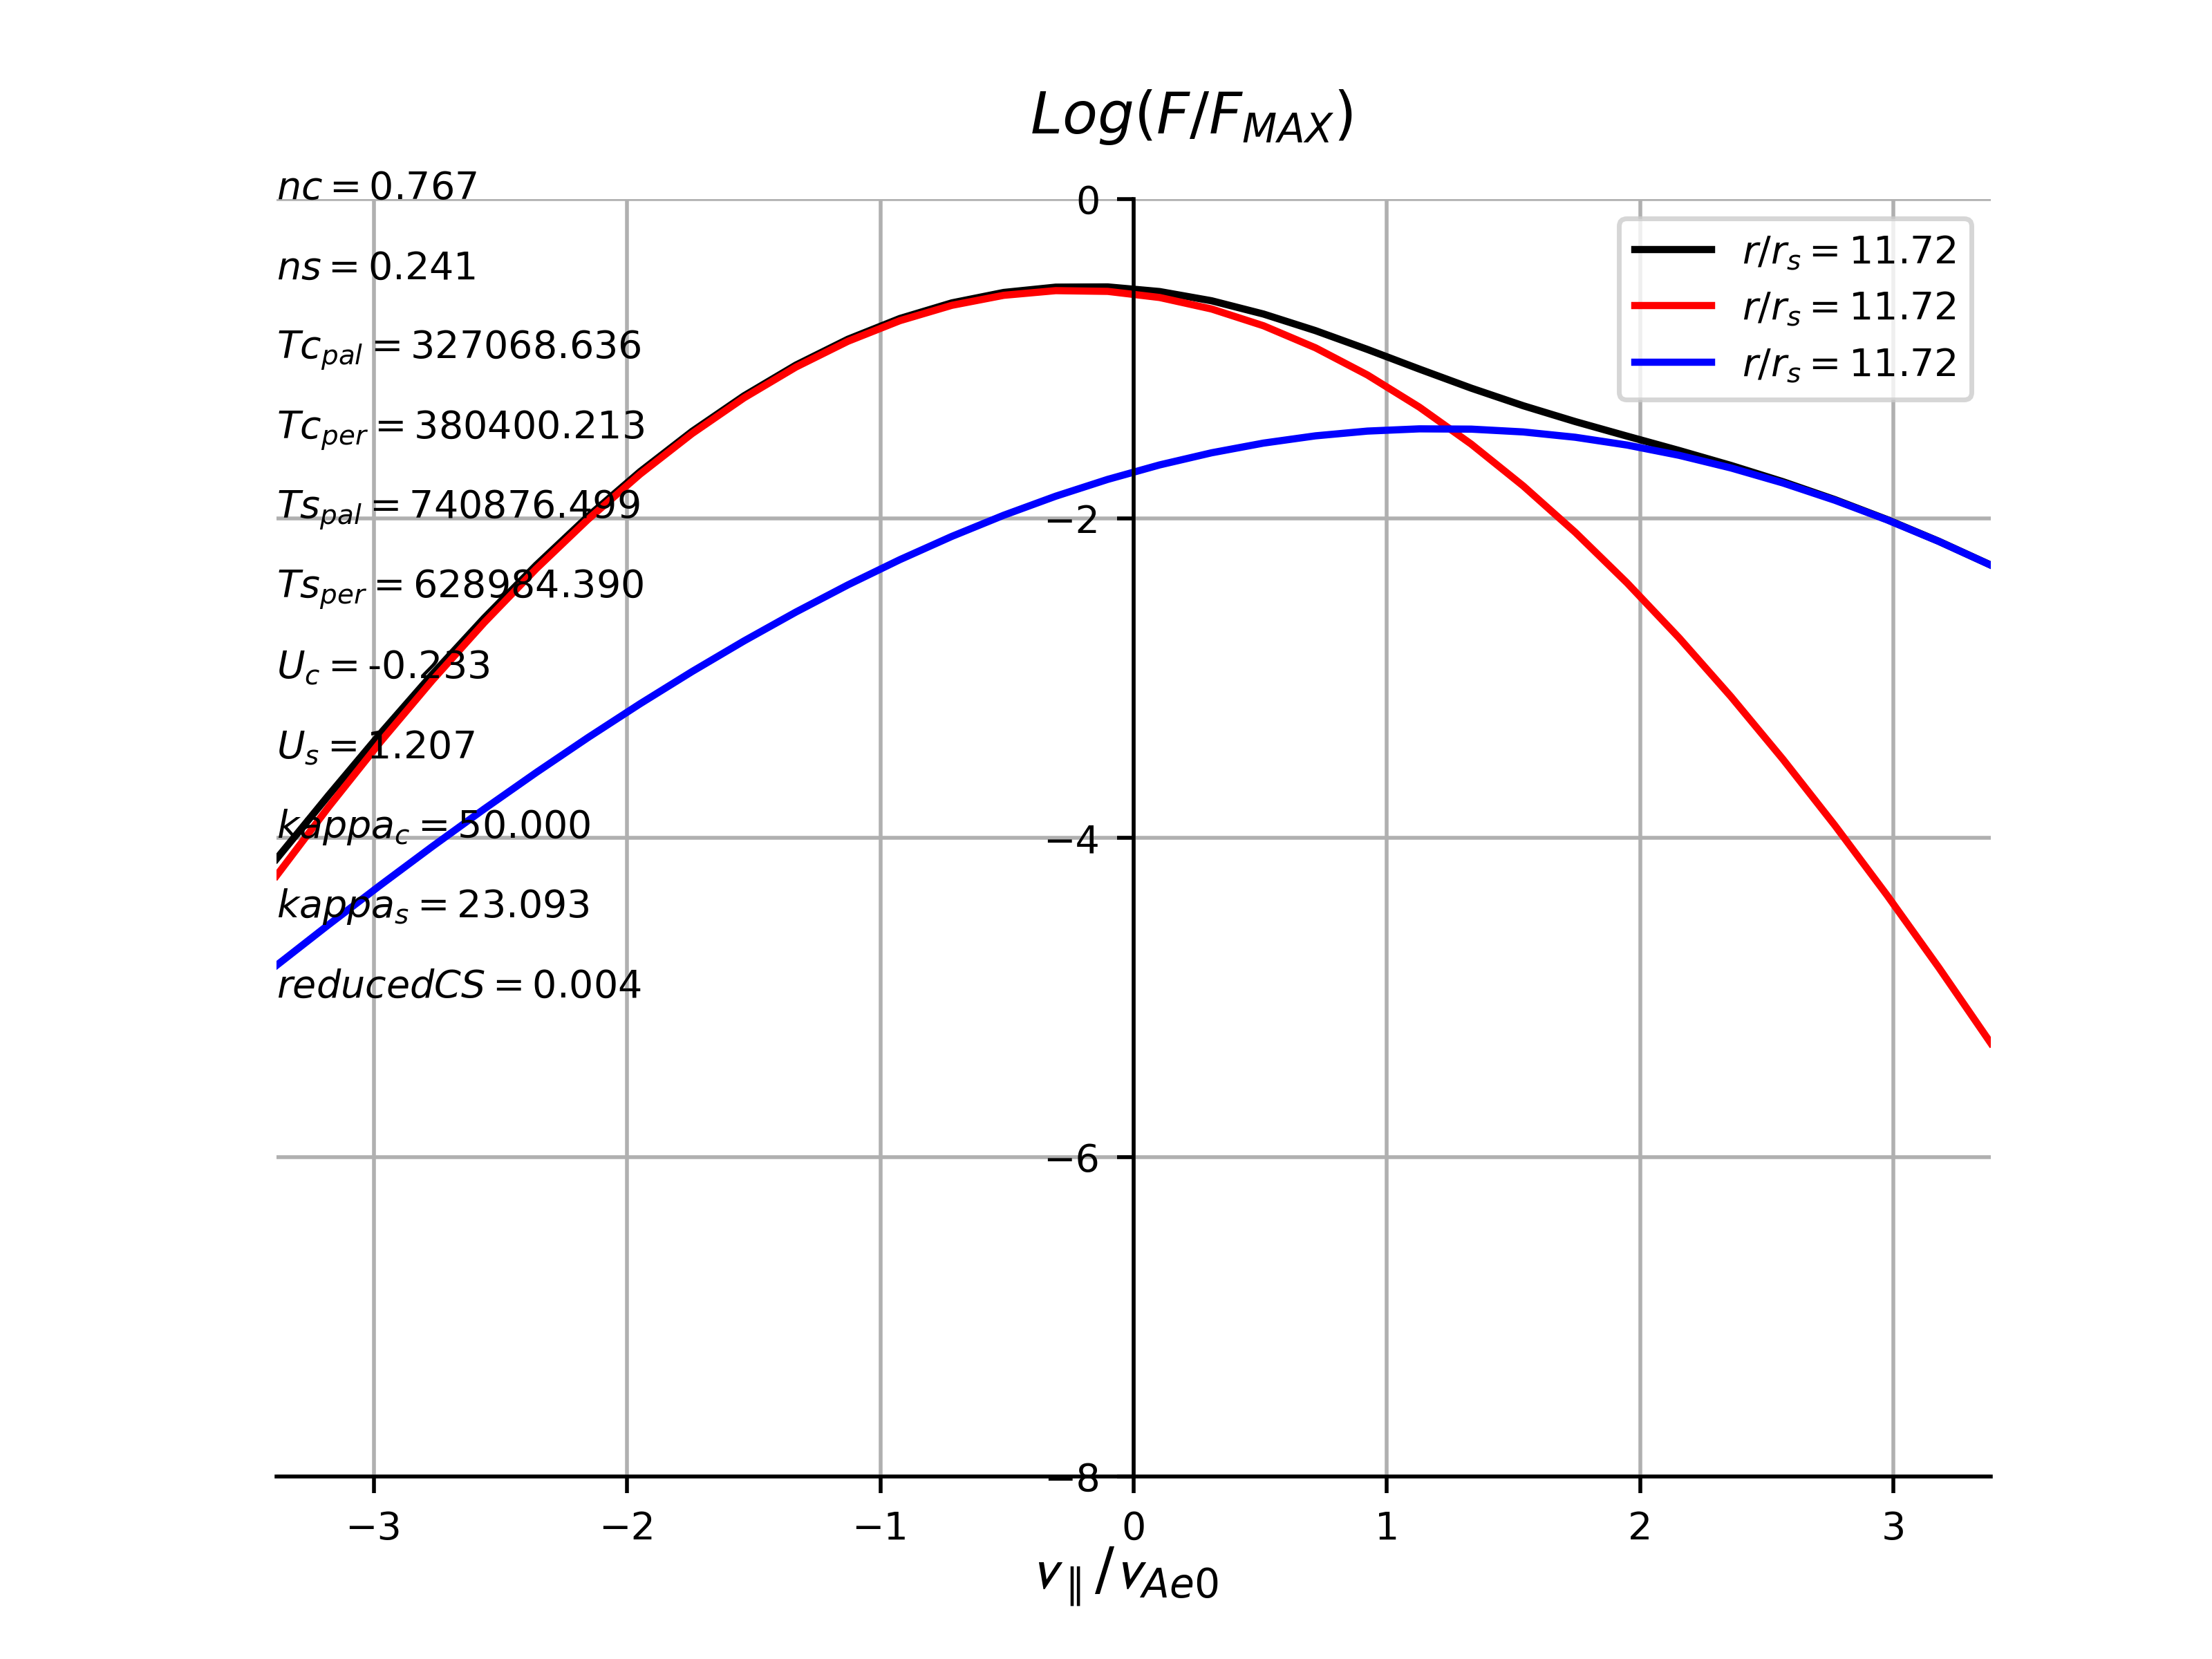 Log(F/F_MAX)
nc = 0.767
ns = 0.241
Tc_pal = 327068.636
Tc_per = 380400.213
Ts_pal = 740876.499
Ts_per = 628984.390
U_c = -0.233
U_s = 1.207
kappa_c = 50.000
kappa_s = 23.093
reducedCS = 0.004
0
−2
−4
−6
−8
r/r_s = 11.72
r/r_s = 11.72
r/r_s = 11.72
−3 −2 −1 0 1 2 3
v_∥/v_Ae0